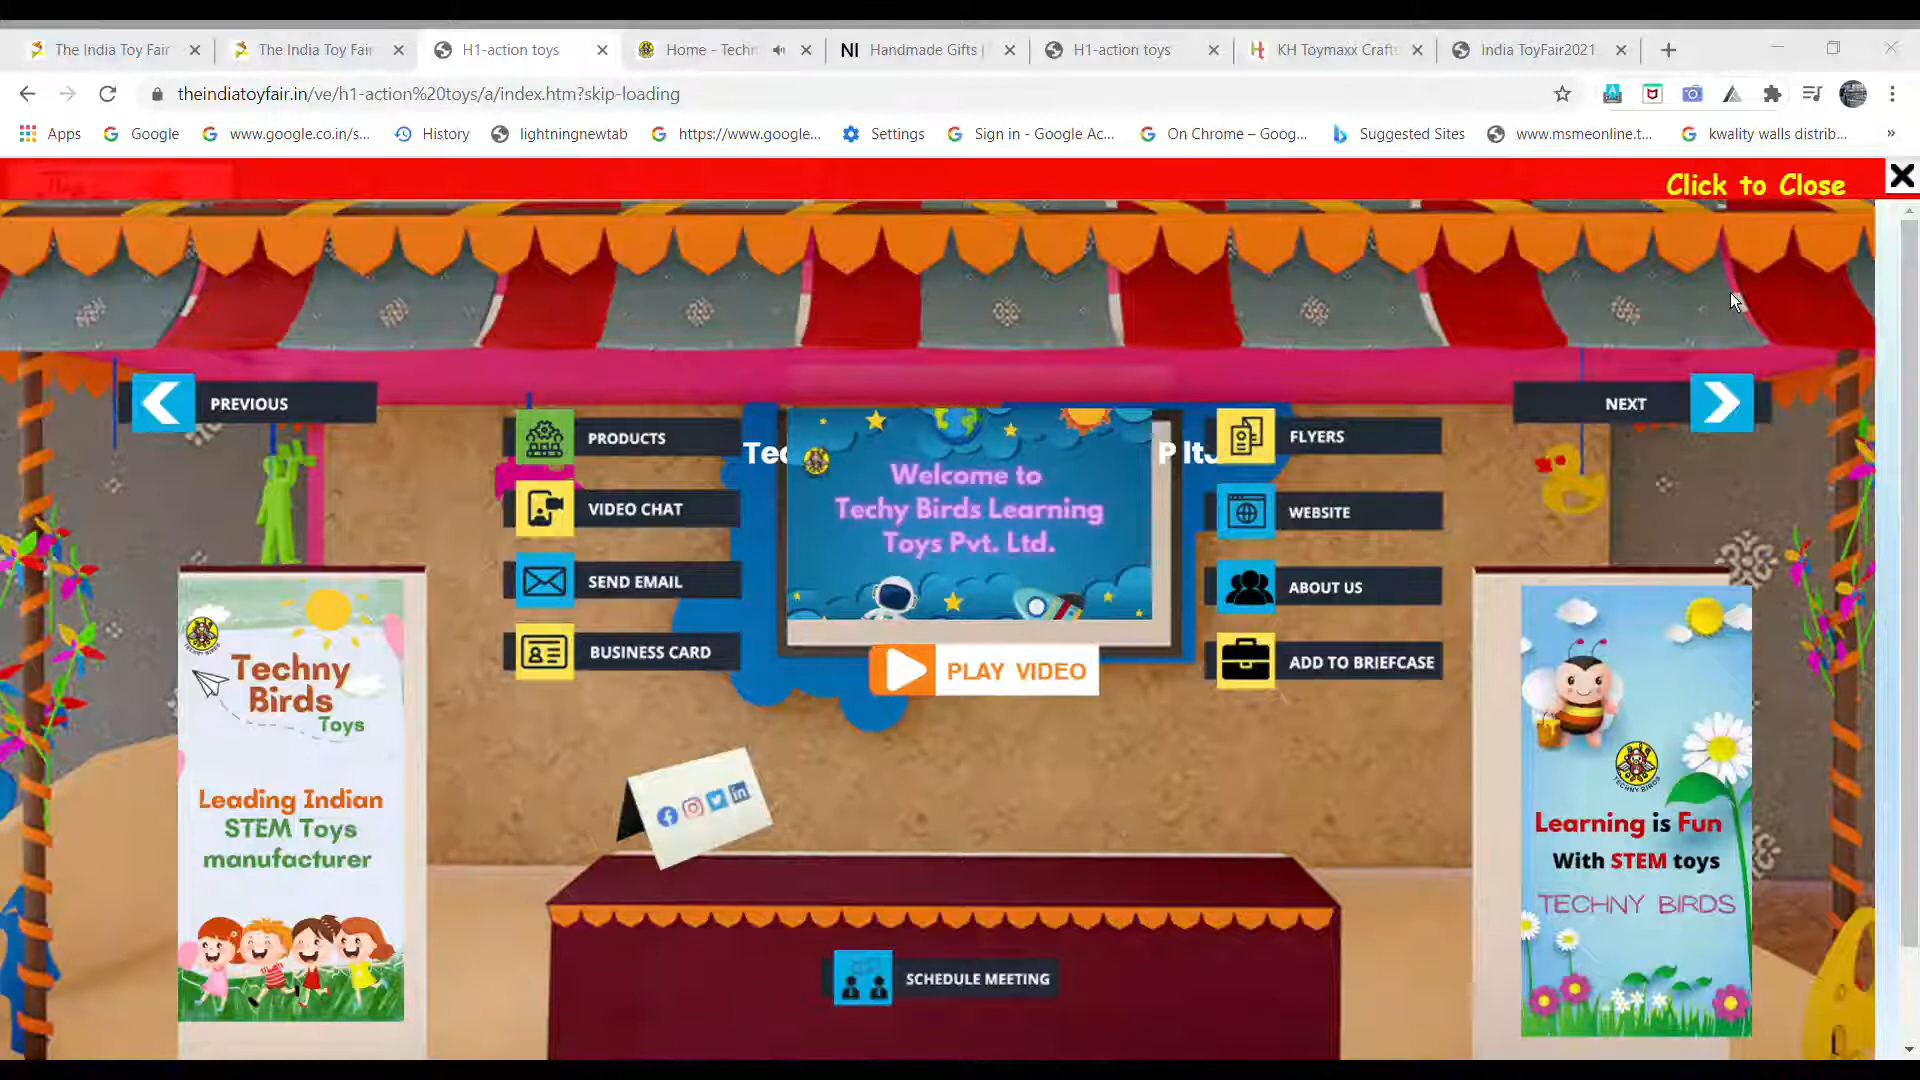 The India Toy Fair
The India Toy Fair
H1-action toys
Home - Techn
Handmade Gifts |
H1-action toys
KH Toymaxx Craft
India ToyFair2021
theindiatoyfair.in/ve/h1-action%20toys/a/index.htm?skip-loading
Apps
Google
www.google.co.in/s...
History
lightningnewtab
https://www.google...
Settings
Sign in - Google Ac...
On Chrome – Goog...
Suggested Sites
www.msmeonline.t...
kwality walls distrib...
Click to Close
PREVIOUS
NEXT
PRODUCTS
VIDEO CHAT
SEND EMAIL
BUSINESS CARD
Welcome to
Techy Birds Learning
Toys Pvt. Ltd.
PLAY VIDEO
FLYERS
WEBSITE
ABOUT US
ADD TO BRIEFCASE
Techny
Birds
Toys
Leading Indian
STEM Toys
manufacturer
Learning is Fun
With STEM toys
TECHNY BIRDS
SCHEDULE MEETING